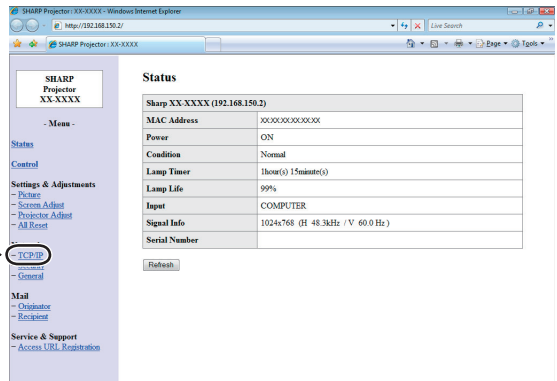 SHARP Projector : XX-XXXX - Windows Internet Explorer
http://192.168.150.2/
Live Search
SHARP Projector : XX-XXXX
Page
Tools
SHARP
Projector
XX-XXXX
- Menu -
Status
Control
Settings & Adjustments
- Picture
- Screen Adjust
- Projector Adjust
- All Reset
- TCP/IP
- General
Mail
- Originator
- Recipient
Service & Support
- Access URL Registration
Status
Sharp XX-XXXX (192.168.150.2)
MAC Address XX:XX:XX:XX:XX:XX
Power ON
Condition Normal
Lamp Timer 1hour(s) 15minute(s)
Lamp Life 99%
Input COMPUTER
Signal Info 1024x768 (H 48.3kHz / V 60.0 Hz )
Serial Number
Refresh